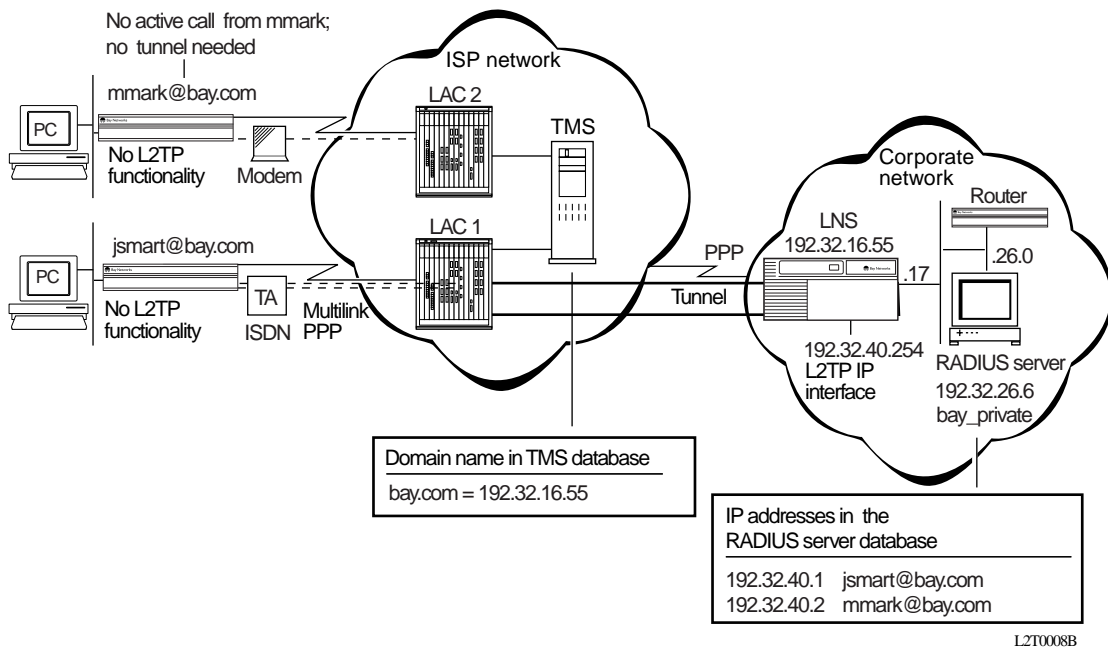 No active call from mmark;
no tunnel needed
mmark@bay.com
PC
No L2TP
functionality
Modem
ISP network
LAC 2
TMS
jsmart@bay.com
PC
No L2TP
functionality
TA
ISDN
Multilink
PPP
LAC 1
PPP
Tunnel
Corporate
network
Router
LNS
192.32.16.55
.17
.26.0
192.32.40.254
L2TP IP
interface
RADIUS server
192.32.26.6
bay_private
Domain name in TMS database
bay.com = 192.32.16.55
IP addresses in the
RADIUS server database
192.32.40.1 jsmart@bay.com
192.32.40.2 mmark@bay.com
L2T0008B